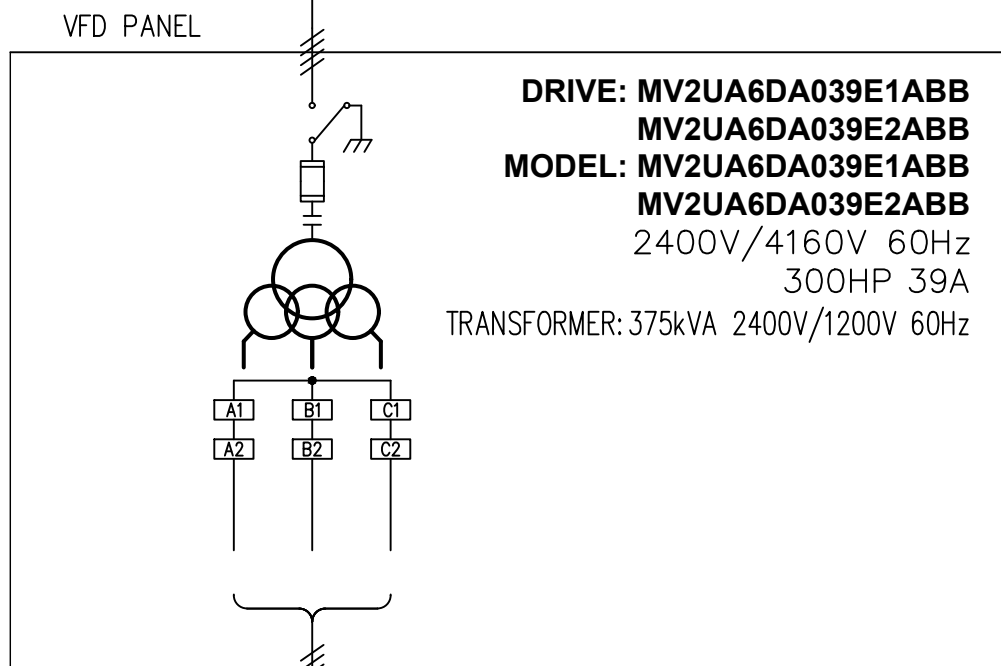 VFD PANEL
DRIVE: MV2UA6DA039E1ABB
MV2UA6DA039E2ABB
MODEL: MV2UA6DA039E1ABB
MV2UA6DA039E2ABB
2400V/4160V 60Hz
300HP 39A
TRANSFORMER: 375kVA 2400V/1200V 60Hz
A1 B1 C1
A2 B2 C2